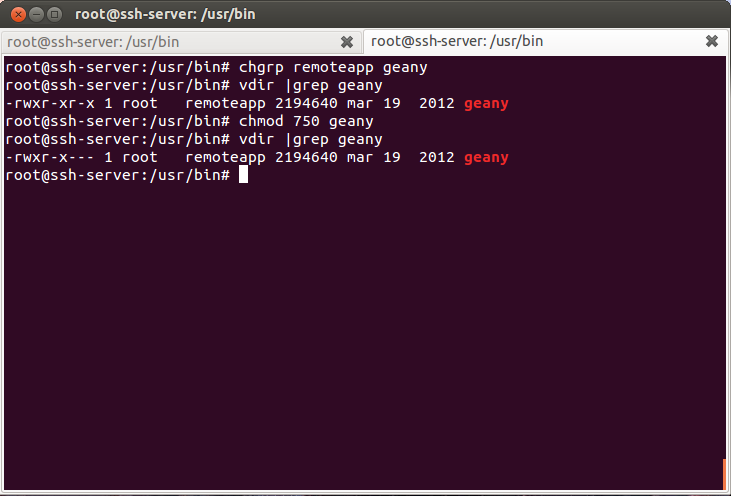 root@ssh-server: /usr/bin
root@ssh-server: /usr/bin
root@ssh-server: /usr/bin
root@ssh-server:/usr/bin# chgrp remoteapp geany
root@ssh-server:/usr/bin# vdir |grep geany
-rwxr-xr-x 1 root   remoteapp 2194640 mar 19  2012 geany
root@ssh-server:/usr/bin# chmod 750 geany
root@ssh-server:/usr/bin# vdir |grep geany
-rwxr-x--- 1 root   remoteapp 2194640 mar 19  2012 geany
root@ssh-server:/usr/bin#